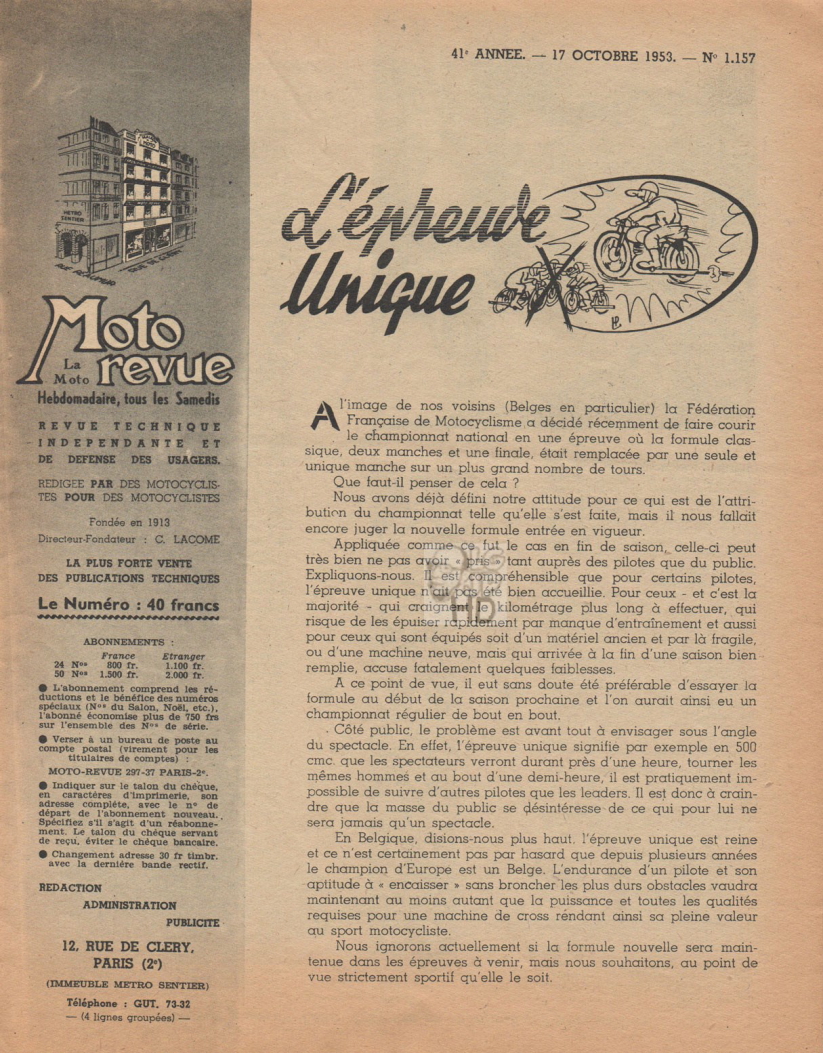 41e ANNEE. — 17 OCTOBRE 1953. — No 1.157
METRO
SENTIER
RUE REAUMUR
RUE DE CLERY
Moto
revue
La
Moto
Hebdomadaire, tous les Samedis
REVUE TECHNIQUE
INDEPENDANTE ET
DE DEFENSE DES USAGERS.
REDIGEE PAR DES MOTOCYCLIS-
TES POUR DES MOTOCYCLISTES
Fondée en 1913
Directeur-Fondateur : C. LACOME
LA PLUS FORTE VENTE
DES PUBLICATIONS TECHNIQUES
Le Numéro : 40 francs
ABONNEMENTS :
France Etranger
24 Nos 800 fr. 1.100 fr.
50 Nos 1.500 fr. 2.000 fr.
● L'abonnement comprend les ré-
ductions et le bénéfice des numéros
spéciaux (Nos du Salon, Noël, etc.),
l'abonné économise plus de 750 frs
sur l'ensemble des Nos de série.
● Verser à un bureau de poste au
compte postal (virement pour les
titulaires de comptes) :
MOTO-REVUE 297-37 PARIS-2e.
● Indiquer sur le talon du chèque,
en caractères d'imprimerie, son
adresse complète, avec le no de
départ de l'abonnement nouveau.
Spécifiez s'il s'agit d'un réabonne-
ment. Le talon du chèque servant
de reçu, éviter le chèque bancaire.
● Changement adresse 30 fr timbr.
avec la dernière bande rectif.
REDACTION
ADMINISTRATION
PUBLICITE
12, RUE DE CLERY,
PARIS (2e)
(IMMEUBLE METRO SENTIER)
Téléphone : GUT. 73-32
— (4 lignes groupées) —
L'épreuve
Unique
A l'image de nos voisins (Belges en particulier) la Fédération
Française de Motocyclisme a décidé récemment de faire courir
le championnat national en une épreuve où la formule clas-
sique, deux manches et une finale, était remplacée par une seule et
unique manche sur un plus grand nombre de tours.
Que faut-il penser de cela ?
Nous avons déjà défini notre attitude pour ce qui est de l'attri-
bution du championnat telle qu'elle s'est faite, mais il nous fallait
encore juger la nouvelle formule entrée en vigueur.
Appliquée comme ce fut le cas en fin de saison, celle-ci peut
très bien ne pas avoir « pris » tant auprès des pilotes que du public.
Expliquons-nous. Il est compréhensible que pour certains pilotes,
l'épreuve unique n'ait pas été bien accueillie. Pour ceux - et c'est la
majorité - qui craignent le kilométrage plus long à effectuer, qui
risque de les épuiser rapidement par manque d'entraînement et aussi
pour ceux qui sont équipés soit d'un matériel ancien et par là fragile,
ou d'une machine neuve, mais qui arrivée à la fin d'une saison bien
remplie, accuse fatalement quelques faiblesses.
A ce point de vue, il eut sans doute été préférable d'essayer la
formule au début de la saison prochaine et l'on aurait ainsi eu un
championnat régulier de bout en bout.
Côté public, le problème est avant tout à envisager sous l'angle
du spectacle. En effet, l'épreuve unique signifie par exemple en 500
cmc. que les spectateurs verront durant près d'une heure, tourner les
mêmes hommes et au bout d'une demi-heure, il est pratiquement im-
possible de suivre d'autres pilotes que les leaders. Il est donc à crain-
dre que la masse du public se désintéresse de ce qui pour lui ne
sera jamais qu'un spectacle.
En Belgique, disions-nous plus haut, l'épreuve unique est reine
et ce n'est certainement pas par hasard que depuis plusieurs années
le champion d'Europe est un Belge. L'endurance d'un pilote et son
aptitude à « encaisser » sans broncher les plus durs obstacles vaudra
maintenant au moins autant que la puissance et toutes les qualités
requises pour une machine de cross rendant ainsi sa pleine valeur
au sport motocycliste.
Nous ignorons actuellement si la formule nouvelle sera main-
tenue dans les épreuves à venir, mais nous souhaitons, au point de
vue strictement sportif qu'elle le soit.
HD